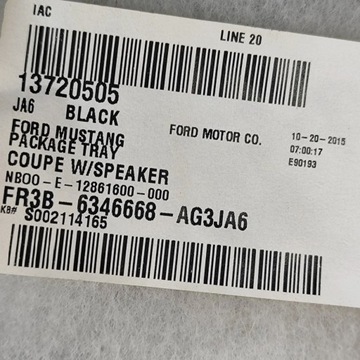 IAC
LINE 20
13720505
JA6 BLACK
FORD MUSTANG FORD MOTOR CO. 10-20-2015
PACKAGE TRAY 07:00:17
COUPE W/SPEAKER E90193
NBOO-E-12861600-000
FR3B-6346668-AG3JA6
KB# S002114165